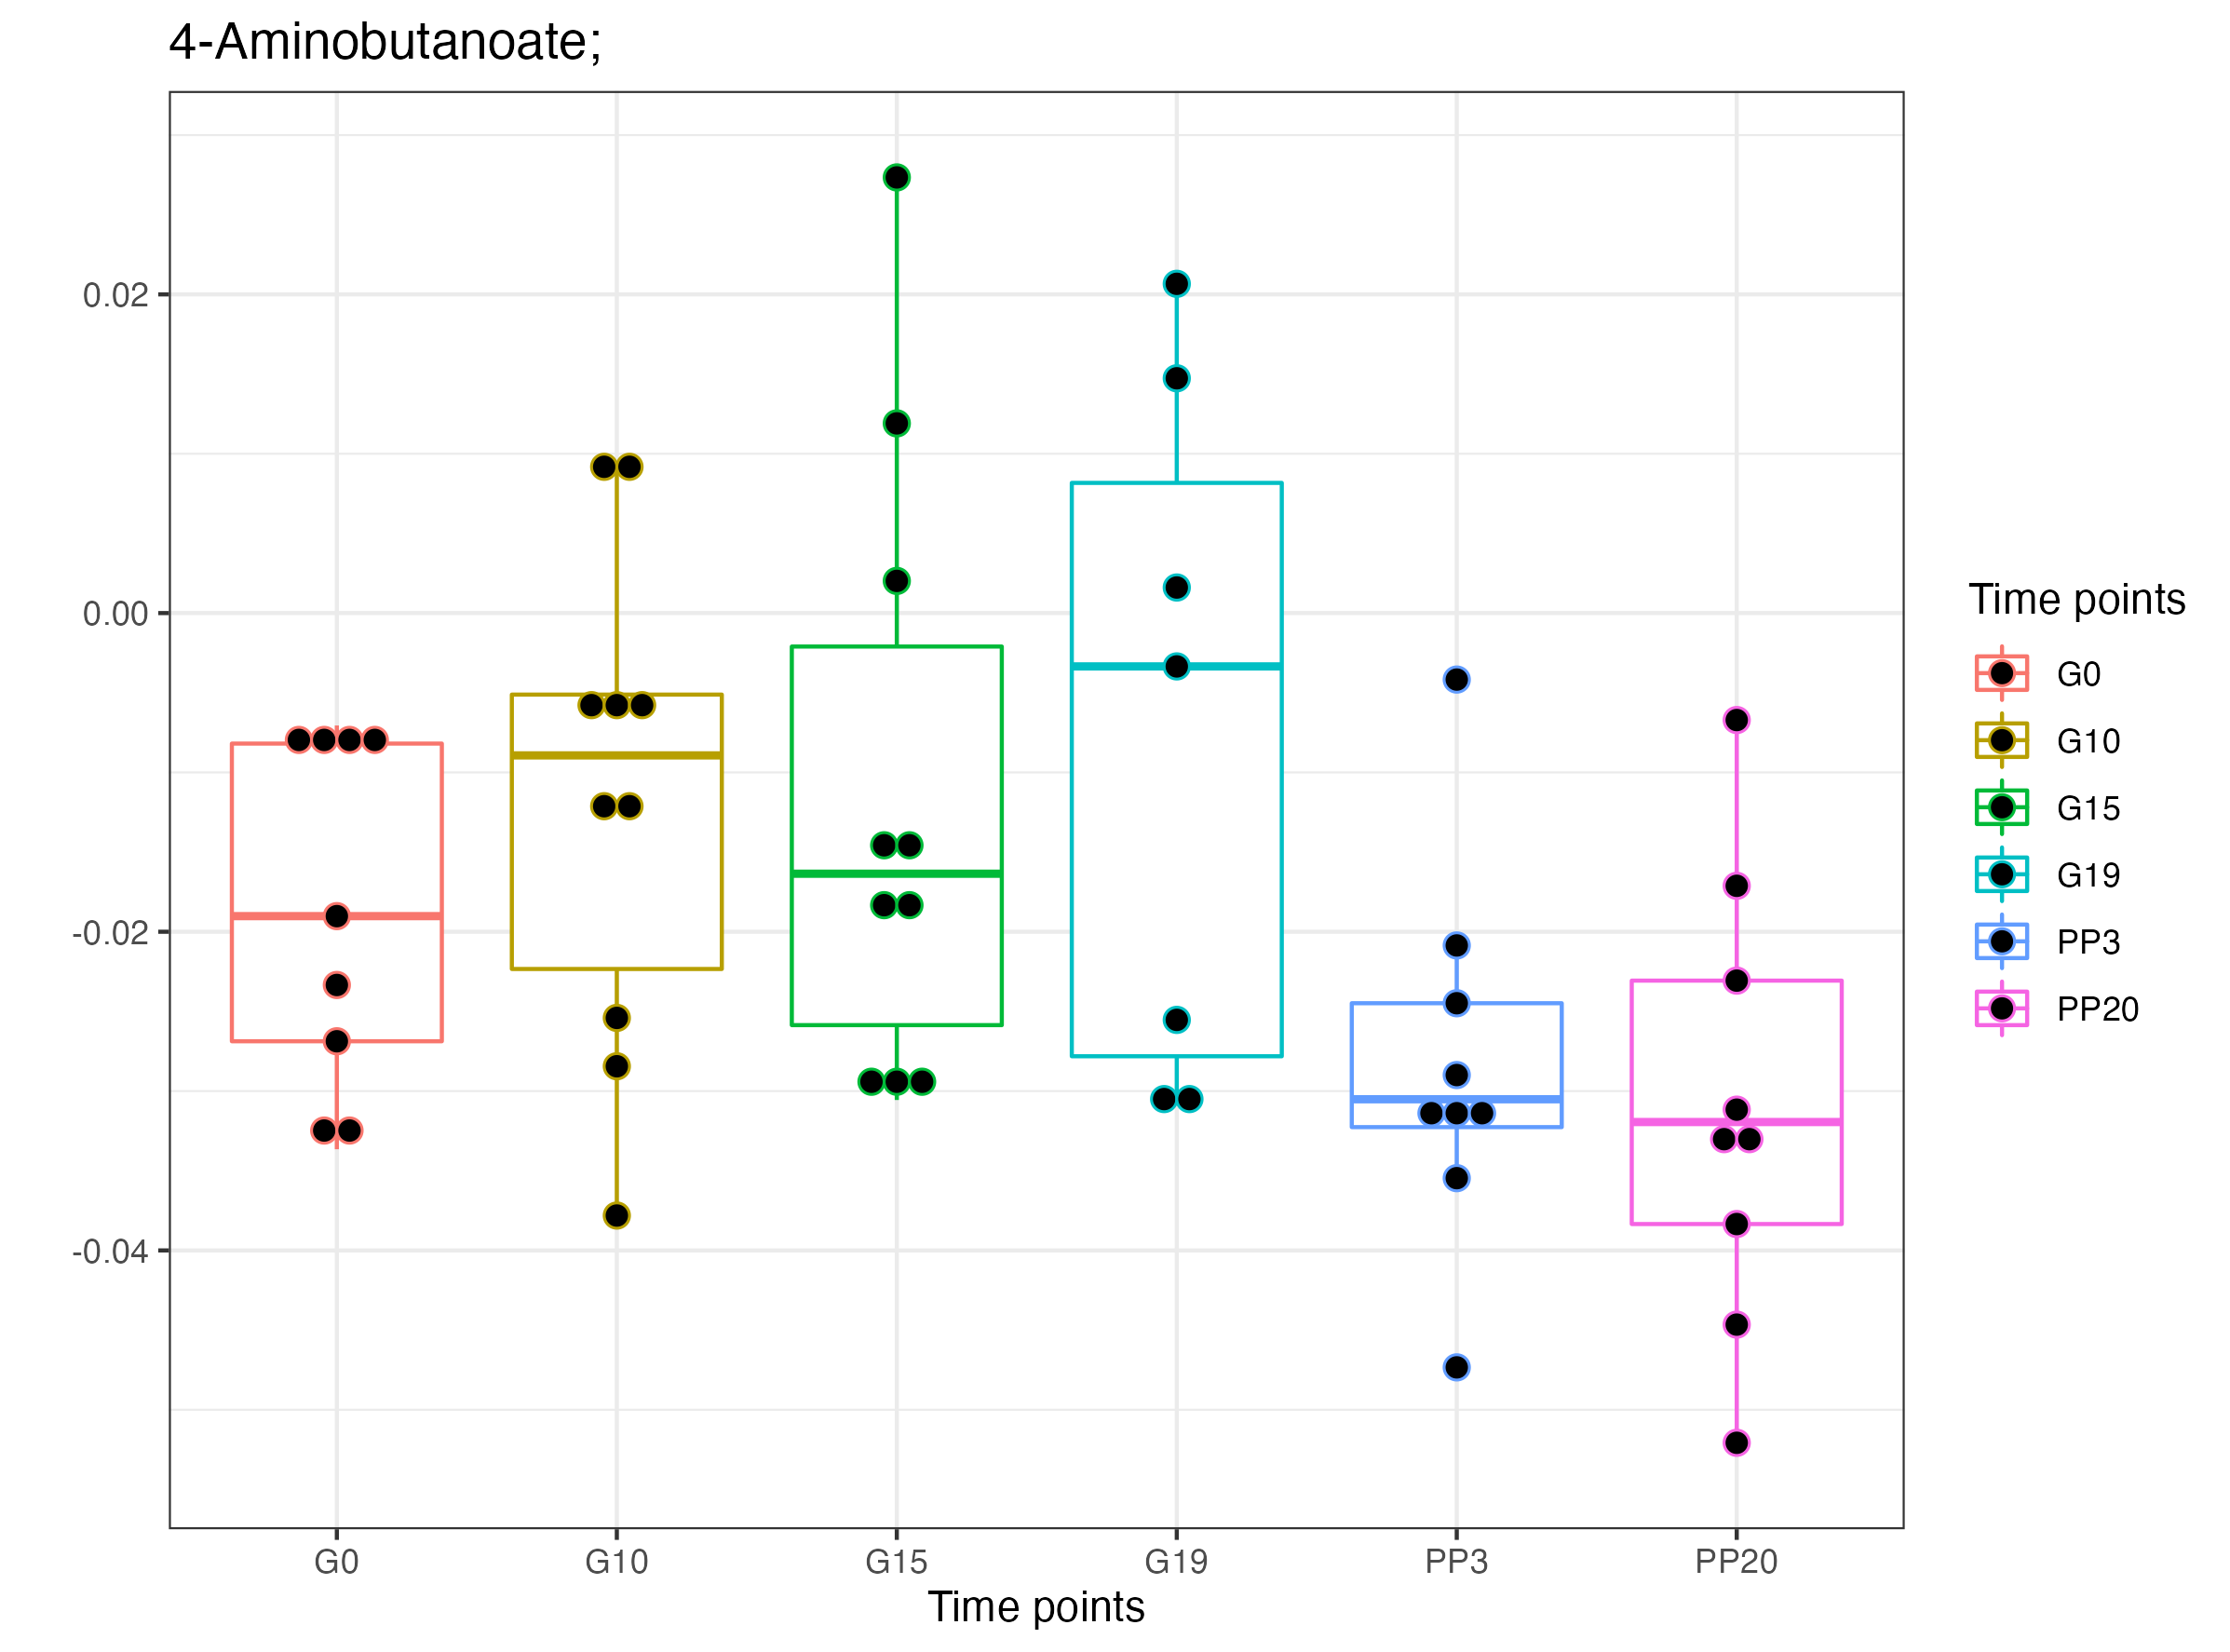 4-Aminobutanoate;
0.02
0.00
-0.02
-0.04
G0 G10 G15 G19 PP3 PP20
Time points
Time points
G0
G10
G15
G19
PP3
PP20